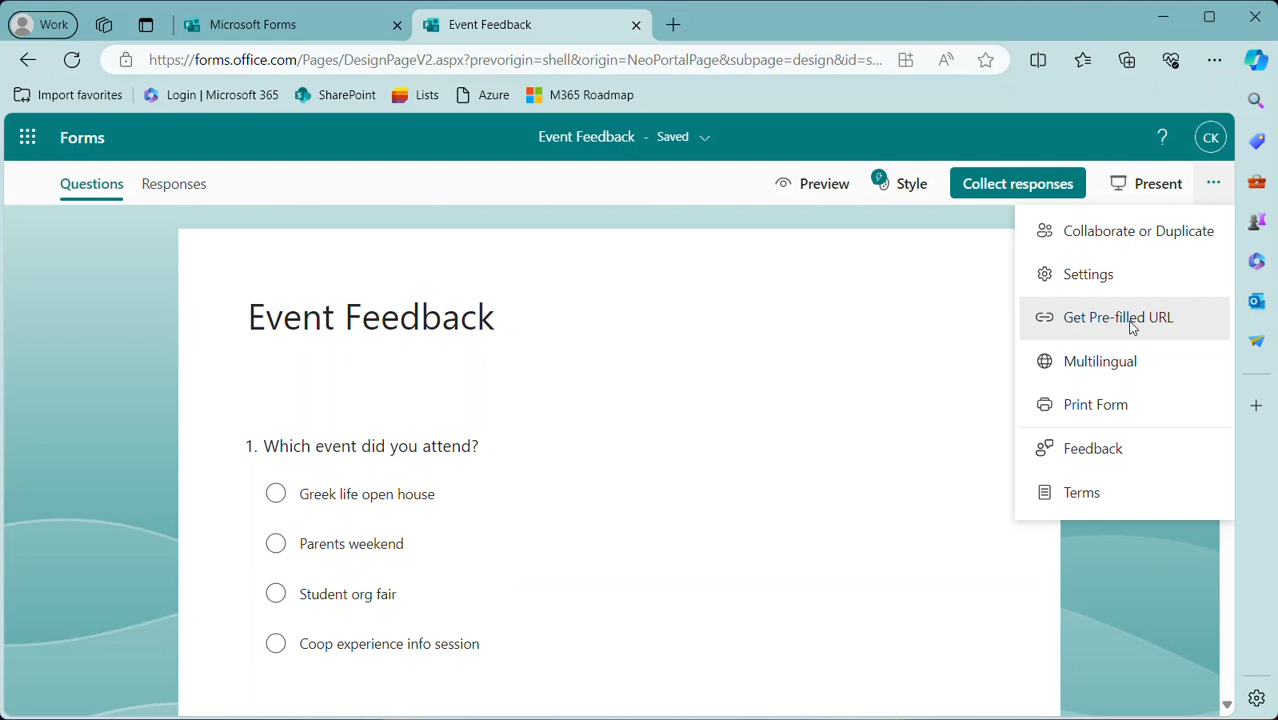 Work
Microsoft Forms
Event Feedback
https://forms.office.com/Pages/DesignPageV2.aspx?prevorigin=shell&origin=NeoPortalPage&subpage=design&id=s...
Import favorites
Login | Microsoft 365
SharePoint
Lists
Azure
M365 Roadmap
Forms
Event Feedback - Saved
?
CK
Questions
Responses
Preview
Style
Collect responses
Present
Collaborate or Duplicate
Settings
Get Pre-filled URL
Multilingual
Print Form
Feedback
Terms
Event Feedback
1. Which event did you attend?
Greek life open house
Parents weekend
Student org fair
Coop experience info session